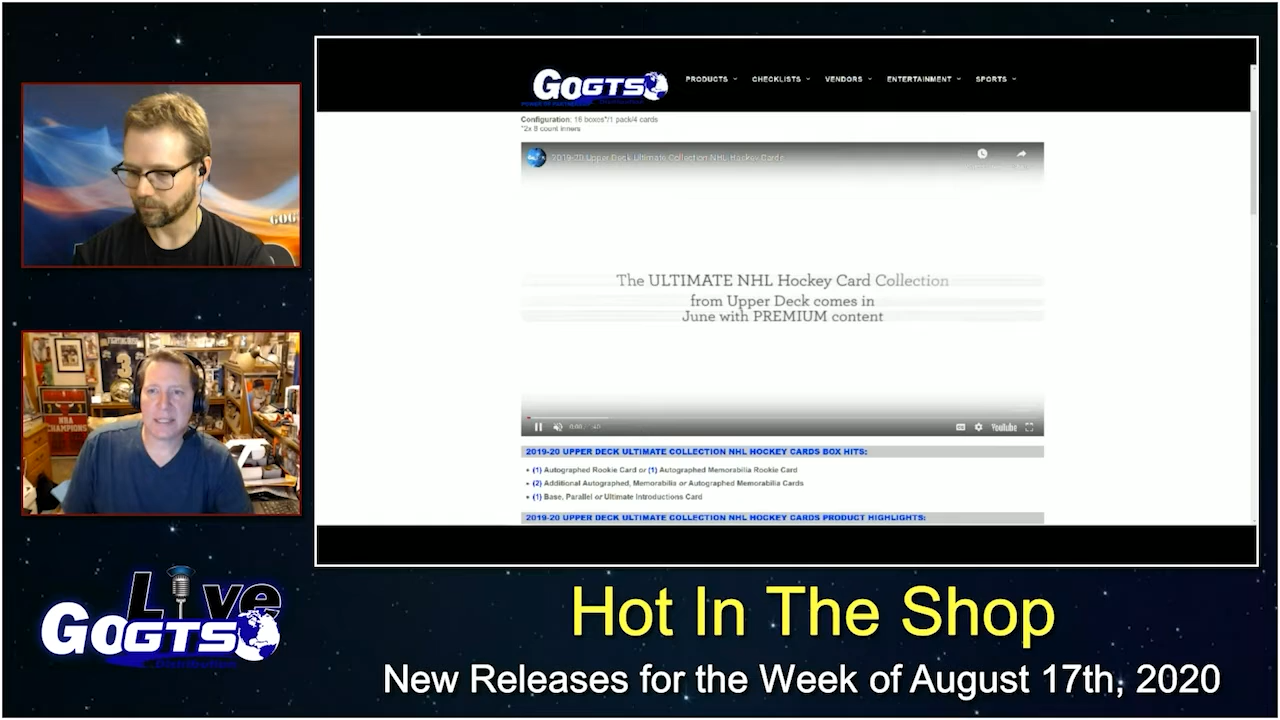 GOGTS
PRODUCTS
CHECKLISTS
VENDORS
ENTERTAINMENT
SPORTS
Configuration: 16 boxes*/1 pack/4 cards
*2x 8 count inners
2019-20 Upper Deck Ultimate Collection NHL Hockey Cards
The ULTIMATE NHL Hockey Card Collection
from Upper Deck comes in
June with PREMIUM content
YouTube
2019-20 UPPER DECK ULTIMATE COLLECTION NHL HOCKEY CARDS BOX HITS:
• (1) Autographed Rookie Card or (1) Autographed Memorabilia Rookie Card
• (2) Additional Autographed, Memorabilia or Autographed Memorabilia Cards
• (1) Base, Parallel or Ultimate Introductions Card
2019-20 UPPER DECK ULTIMATE COLLECTION NHL HOCKEY CARDS PRODUCT HIGHLIGHTS:
GOG
3
NBA
CHAMPIONS
Live
GOGTS
Hot In The Shop
New Releases for the Week of August 17th, 2020